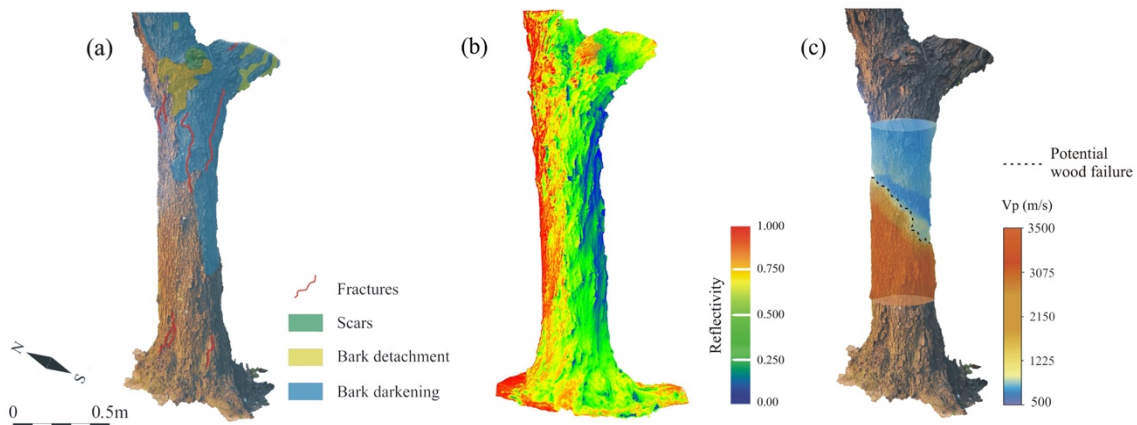 (a)
Fractures
Scars
Bark detachment
Bark darkening
N
S
0 0.5m
(b)
Reflectivity
1.000
0.750
0.500
0.250
0.00
(c)
Potential
wood failure
Vp (m/s)
3500
3075
2150
1225
500